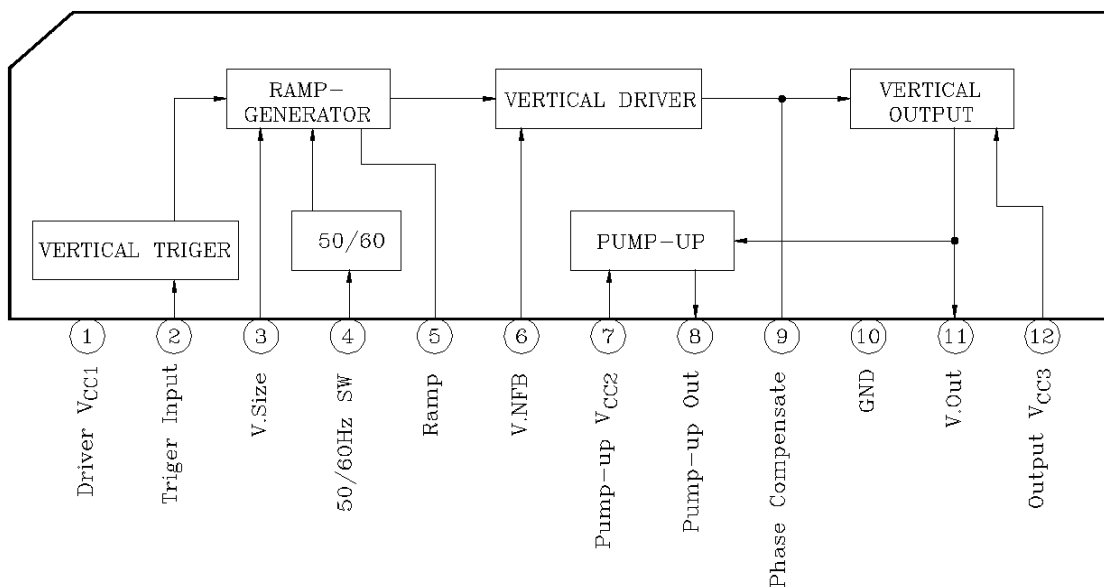 RAMP-
GENERATOR
VERTICAL DRIVER
VERTICAL
OUTPUT
VERTICAL TRIGER
50/60
PUMP-UP
1
2
3
4
5
6
7
8
9
10
11
12
Driver VCC1
Triger Input
V.Size
50/60Hz SW
Ramp
V.NFB
Pump-up VCC2
Pump-up Out
Phase Compensate
GND
V.Out
Output VCC3